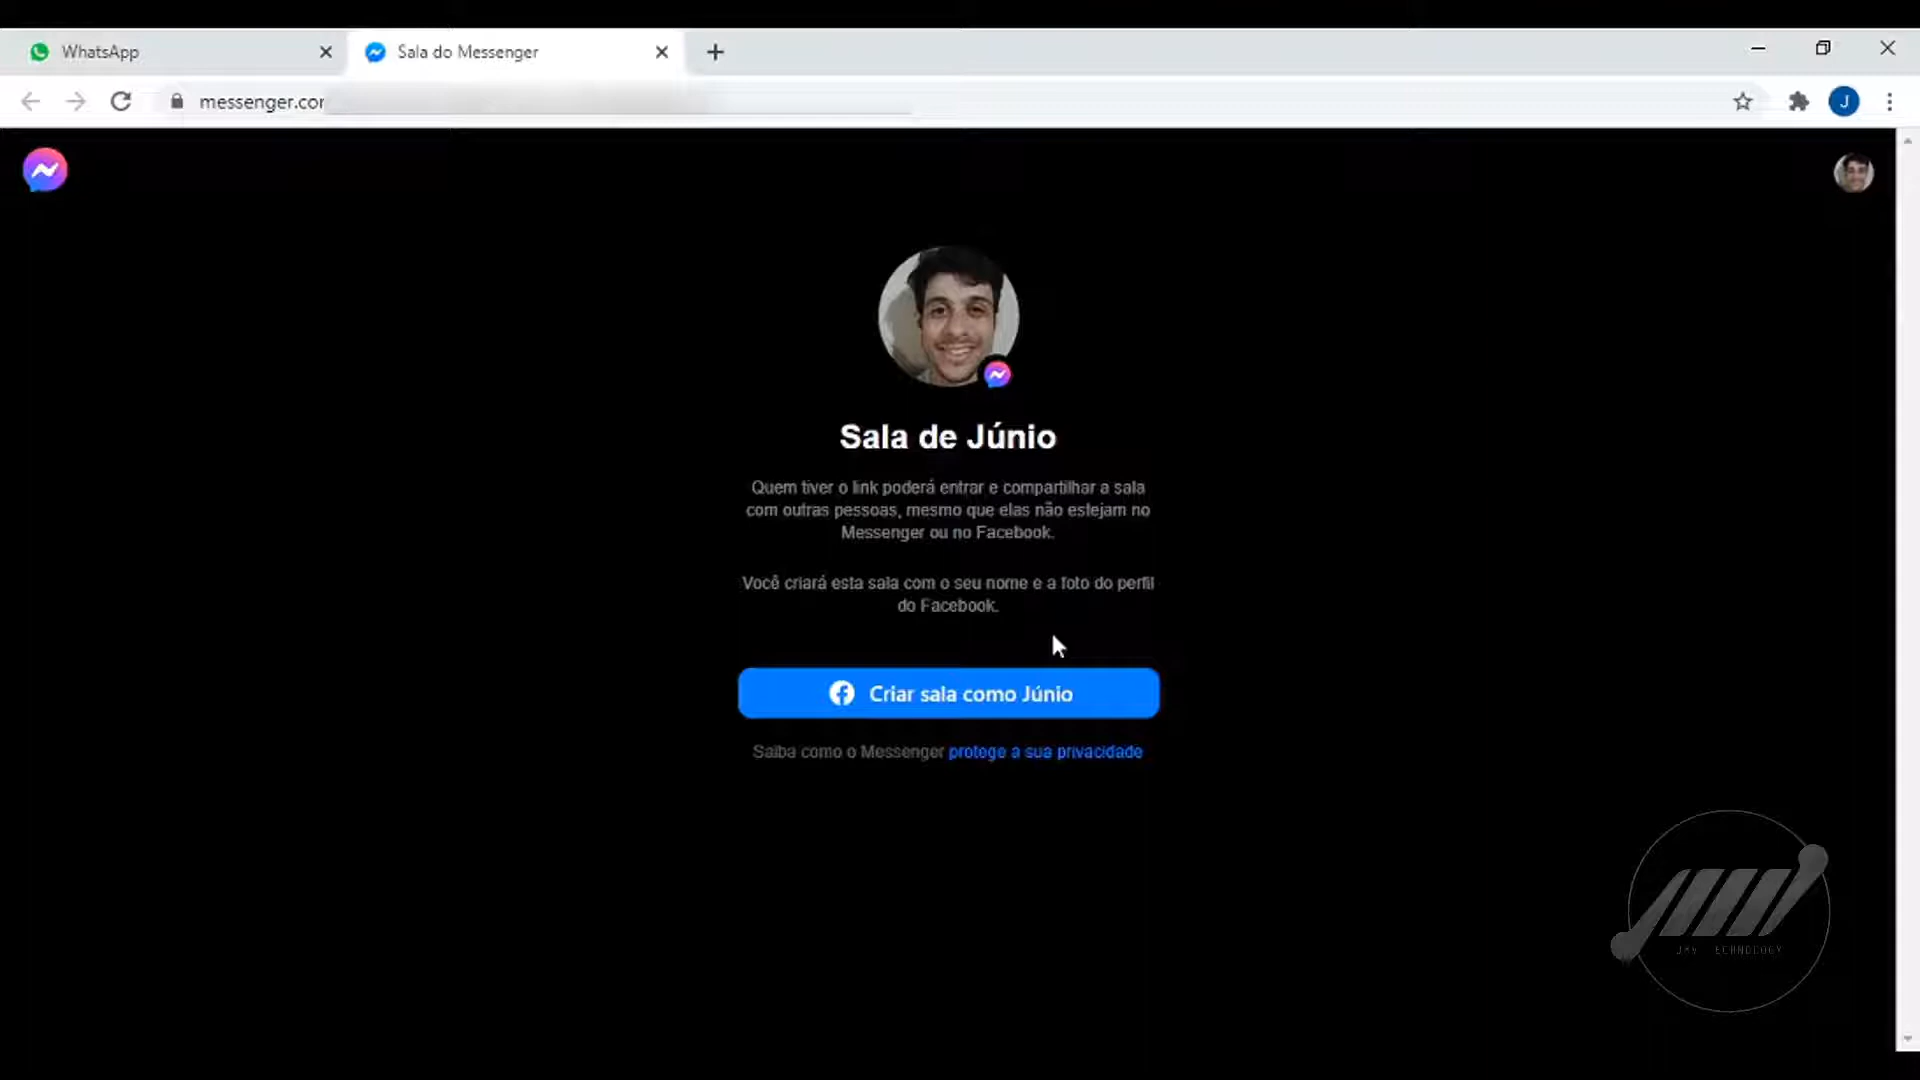 WhatsApp
Sala do Messenger
messenger.com
J
Sala de Júnio
Quem tiver o link poderá entrar e compartilhar a sala
com outras pessoas, mesmo que elas não estejam no
Messenger ou no Facebook.
Você criará esta sala com o seu nome e a foto do perfil
do Facebook.
Criar sala como Júnio
Saiba como o Messenger protege a sua privacidade